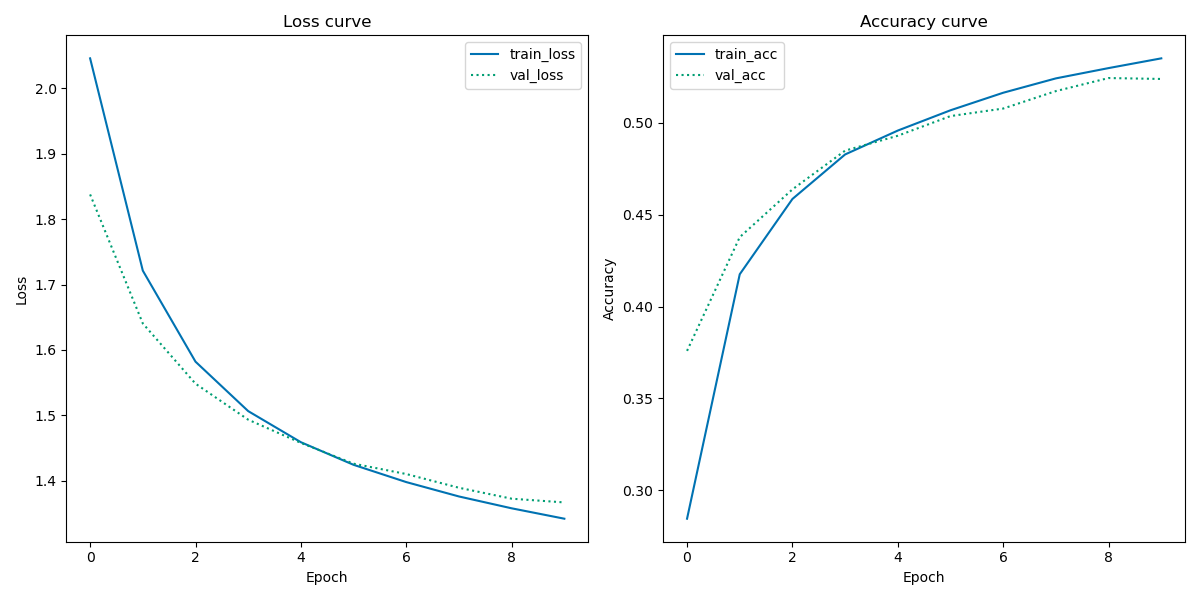 Loss curve
train_loss
val_loss
2.0
1.9
1.8
1.7
1.6
1.5
1.4
Loss
0 2 4 6 8
Epoch
Accuracy curve
train_acc
val_acc
0.50
0.45
0.40
0.35
0.30
Accuracy
0 2 4 6 8
Epoch